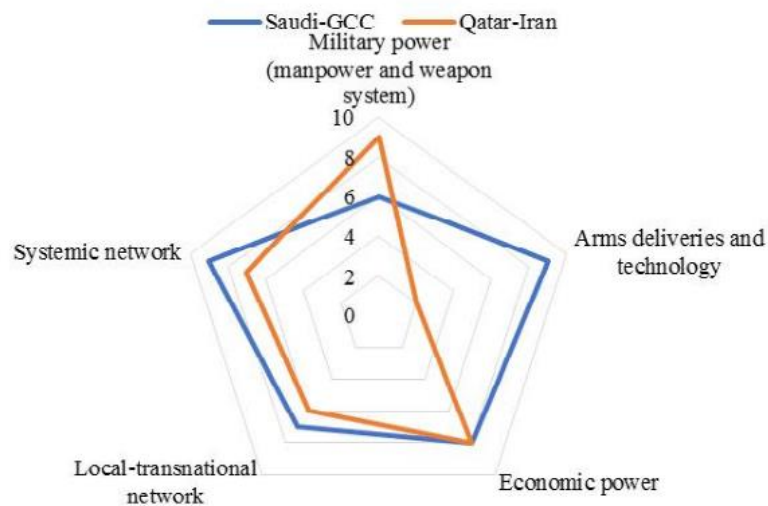 Saudi-GCC Qatar-Iran
Military power
(manpower and weapon
system)
10
8
6
4
2
0
Systemic network
Arms deliveries and
technology
Local-transnational
network
Economic power